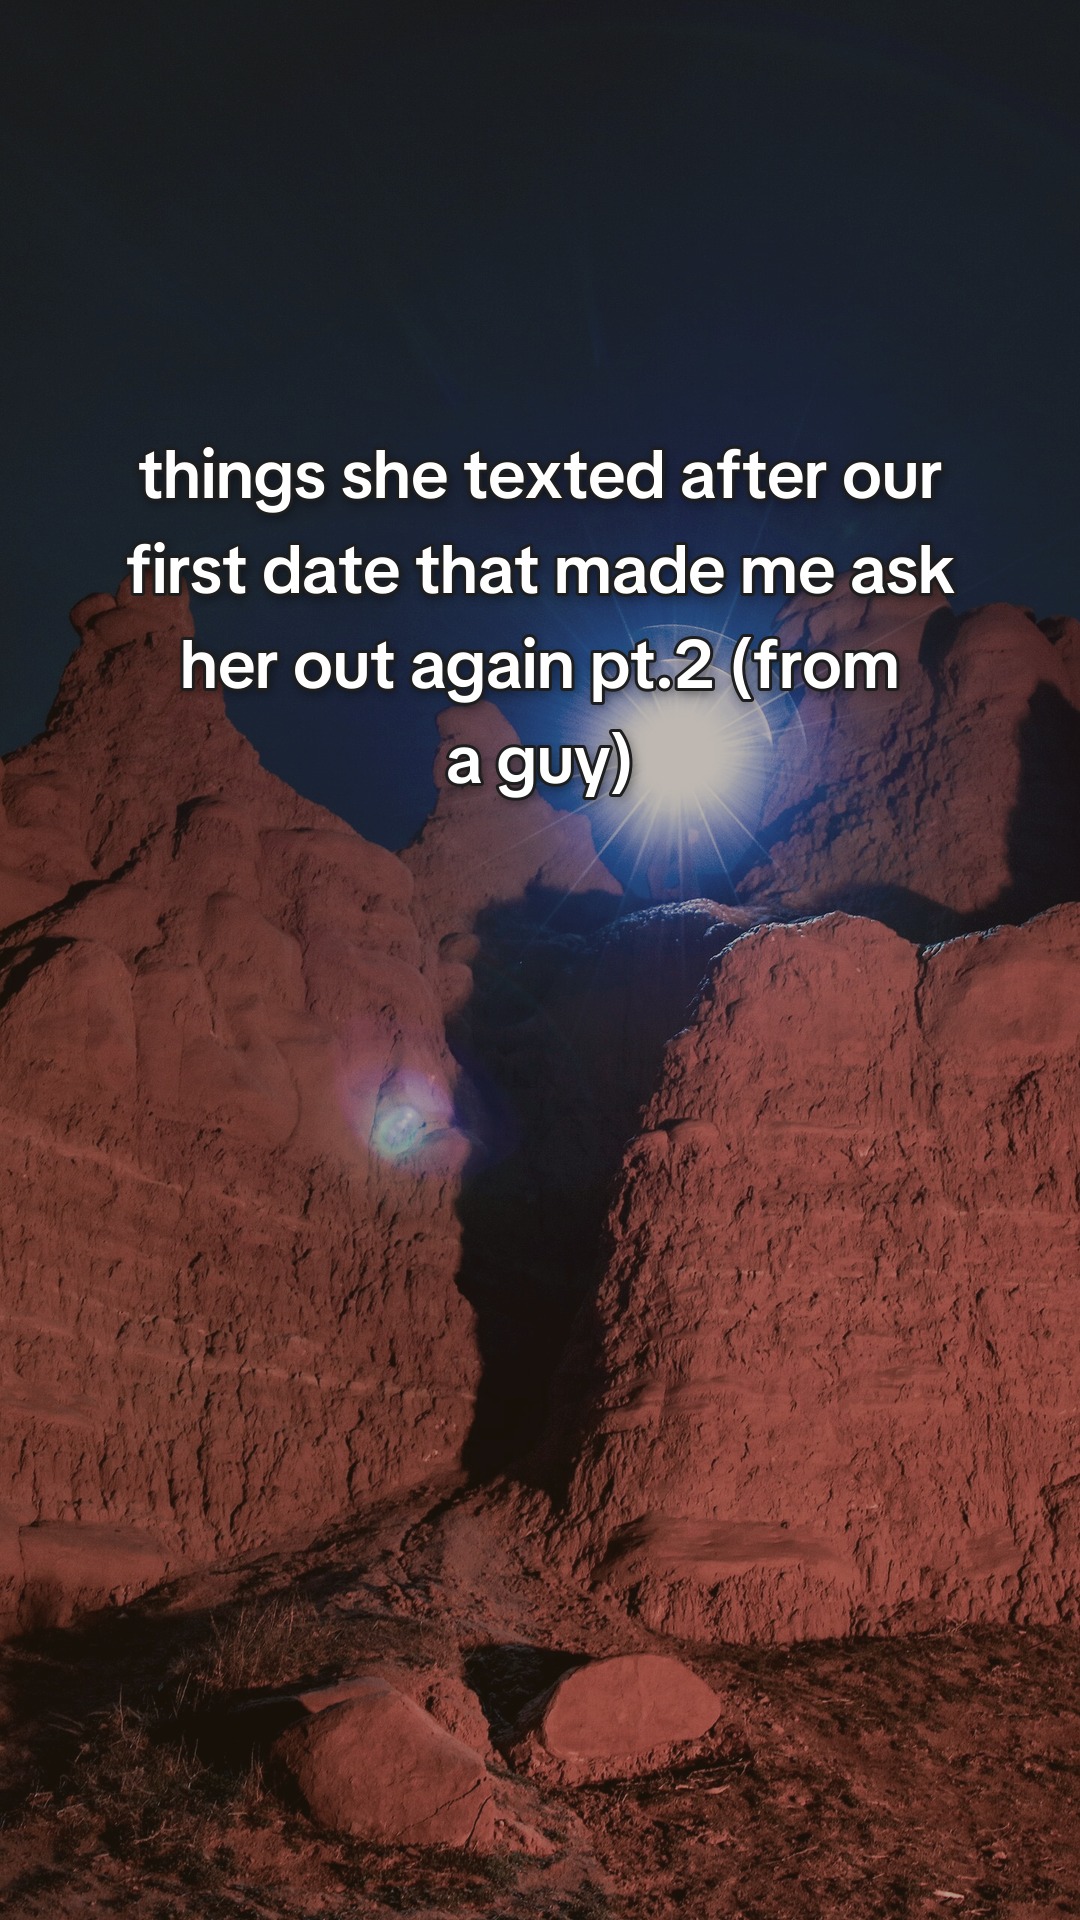 things she texted after our
first date that made me ask
her out again pt.2 (from
a guy)